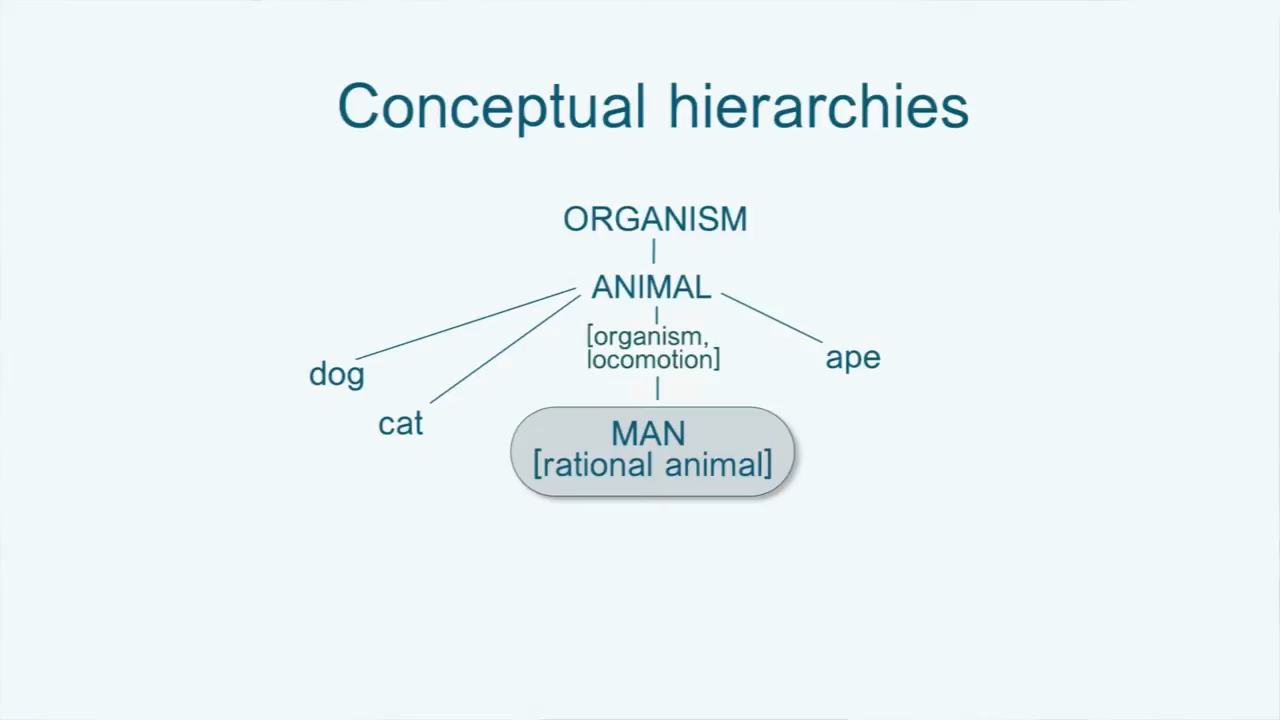 Conceptual hierarchies
ORGANISM
ANIMAL
[organism,
locomotion]
dog
cat
ape
MAN
[rational animal]